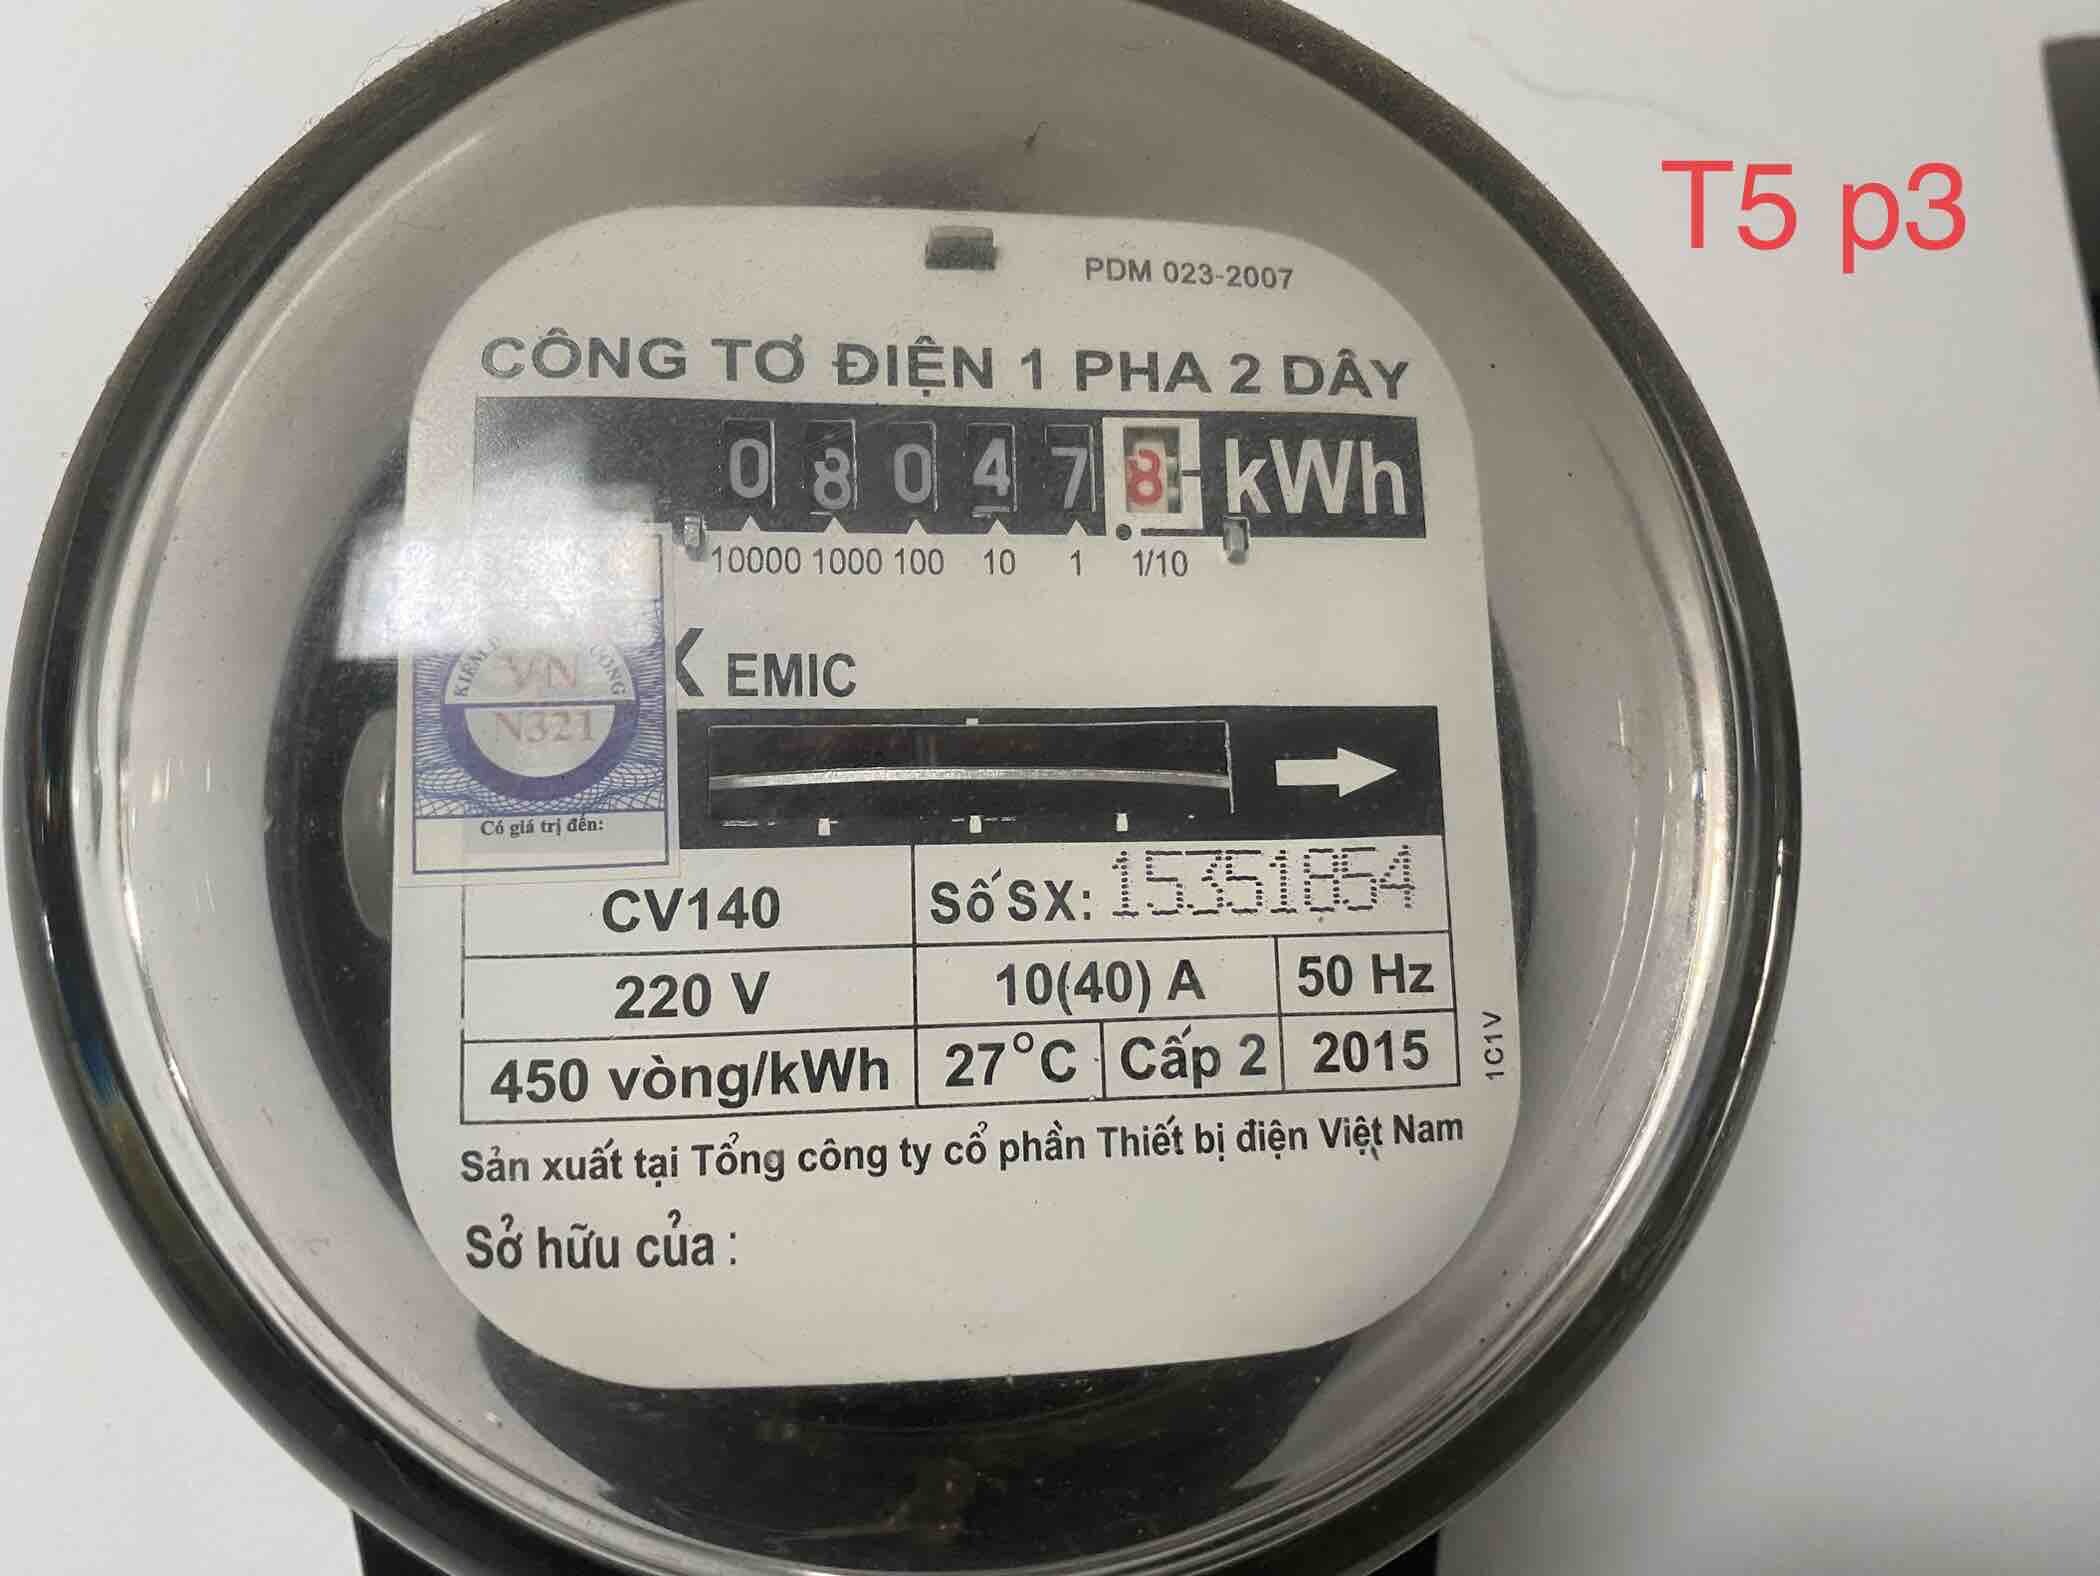 T5 p3
PDM 023-2007
CÔNG TƠ ĐIỆN 1 PHA 2 DÂY
0 8 0 4 7 8 kWh
10000 1000 100 10 1 1/10
EMIC
VN
N321
Có giá trị đến:
CV140 Số SX: 15351854
220 V 10(40) A 50 Hz
450 vòng/kWh 27°C Cấp 2 2015
1C1V
Sản xuất tại Tổng công ty cổ phần Thiết bị điện Việt Nam
Sở hữu của :